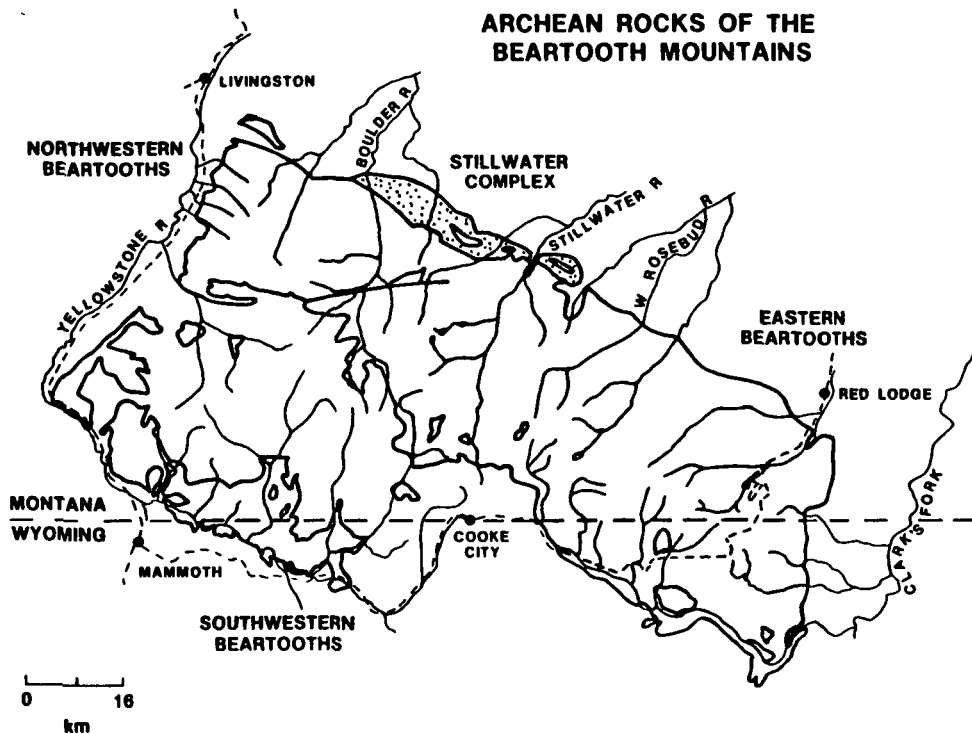 ARCHEAN ROCKS OF THE
BEARTOOTH MOUNTAINS
LIVINGSTON
BOULDER R
NORTHWESTERN
BEARTOOTHS
STILLWATER
COMPLEX
STILLWATER R
W ROSEBUD R
YELLOWSTONE R
EASTERN
BEARTOOTHS
RED LODGE
MONTANA
WYOMING
COOKE
CITY
CLARK'S FORK
MAMMOTH
SOUTHWESTERN
BEARTOOTHS
0 16
km